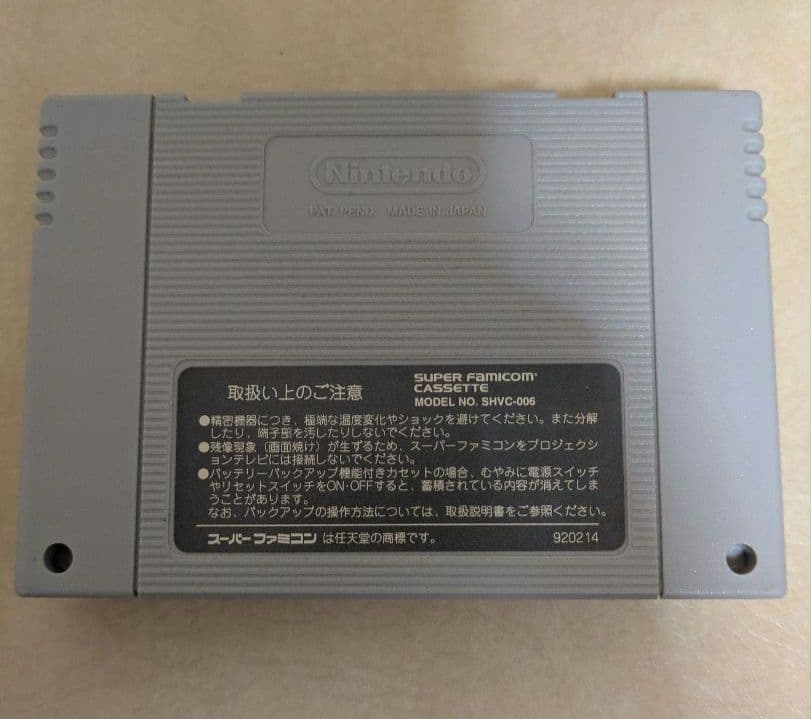 Nintendo
PAT. PEND. MADE IN JAPAN
取扱い上のご注意
SUPER FAMICOM
CASSETTE
MODEL NO. SHVC-006
●精密機器につき、極端な温度変化やショックを避けてください。また分解
したり、端子部を汚したりしないでください。
●残像現象（画面焼け）が生ずるため、スーパーファミコンをプロジェクシ
ョンテレビには接続しないでください。
●バッテリーバックアップ機能付きカセットの場合、むやみに電源スイッチ
やリセットスイッチをON・OFFすると、蓄積されている内容が消えてしま
うことがあります。
なお、バックアップの操作方法については、取扱説明書をご参照ください。
スーパーファミコン は任天堂の商標です。 920214